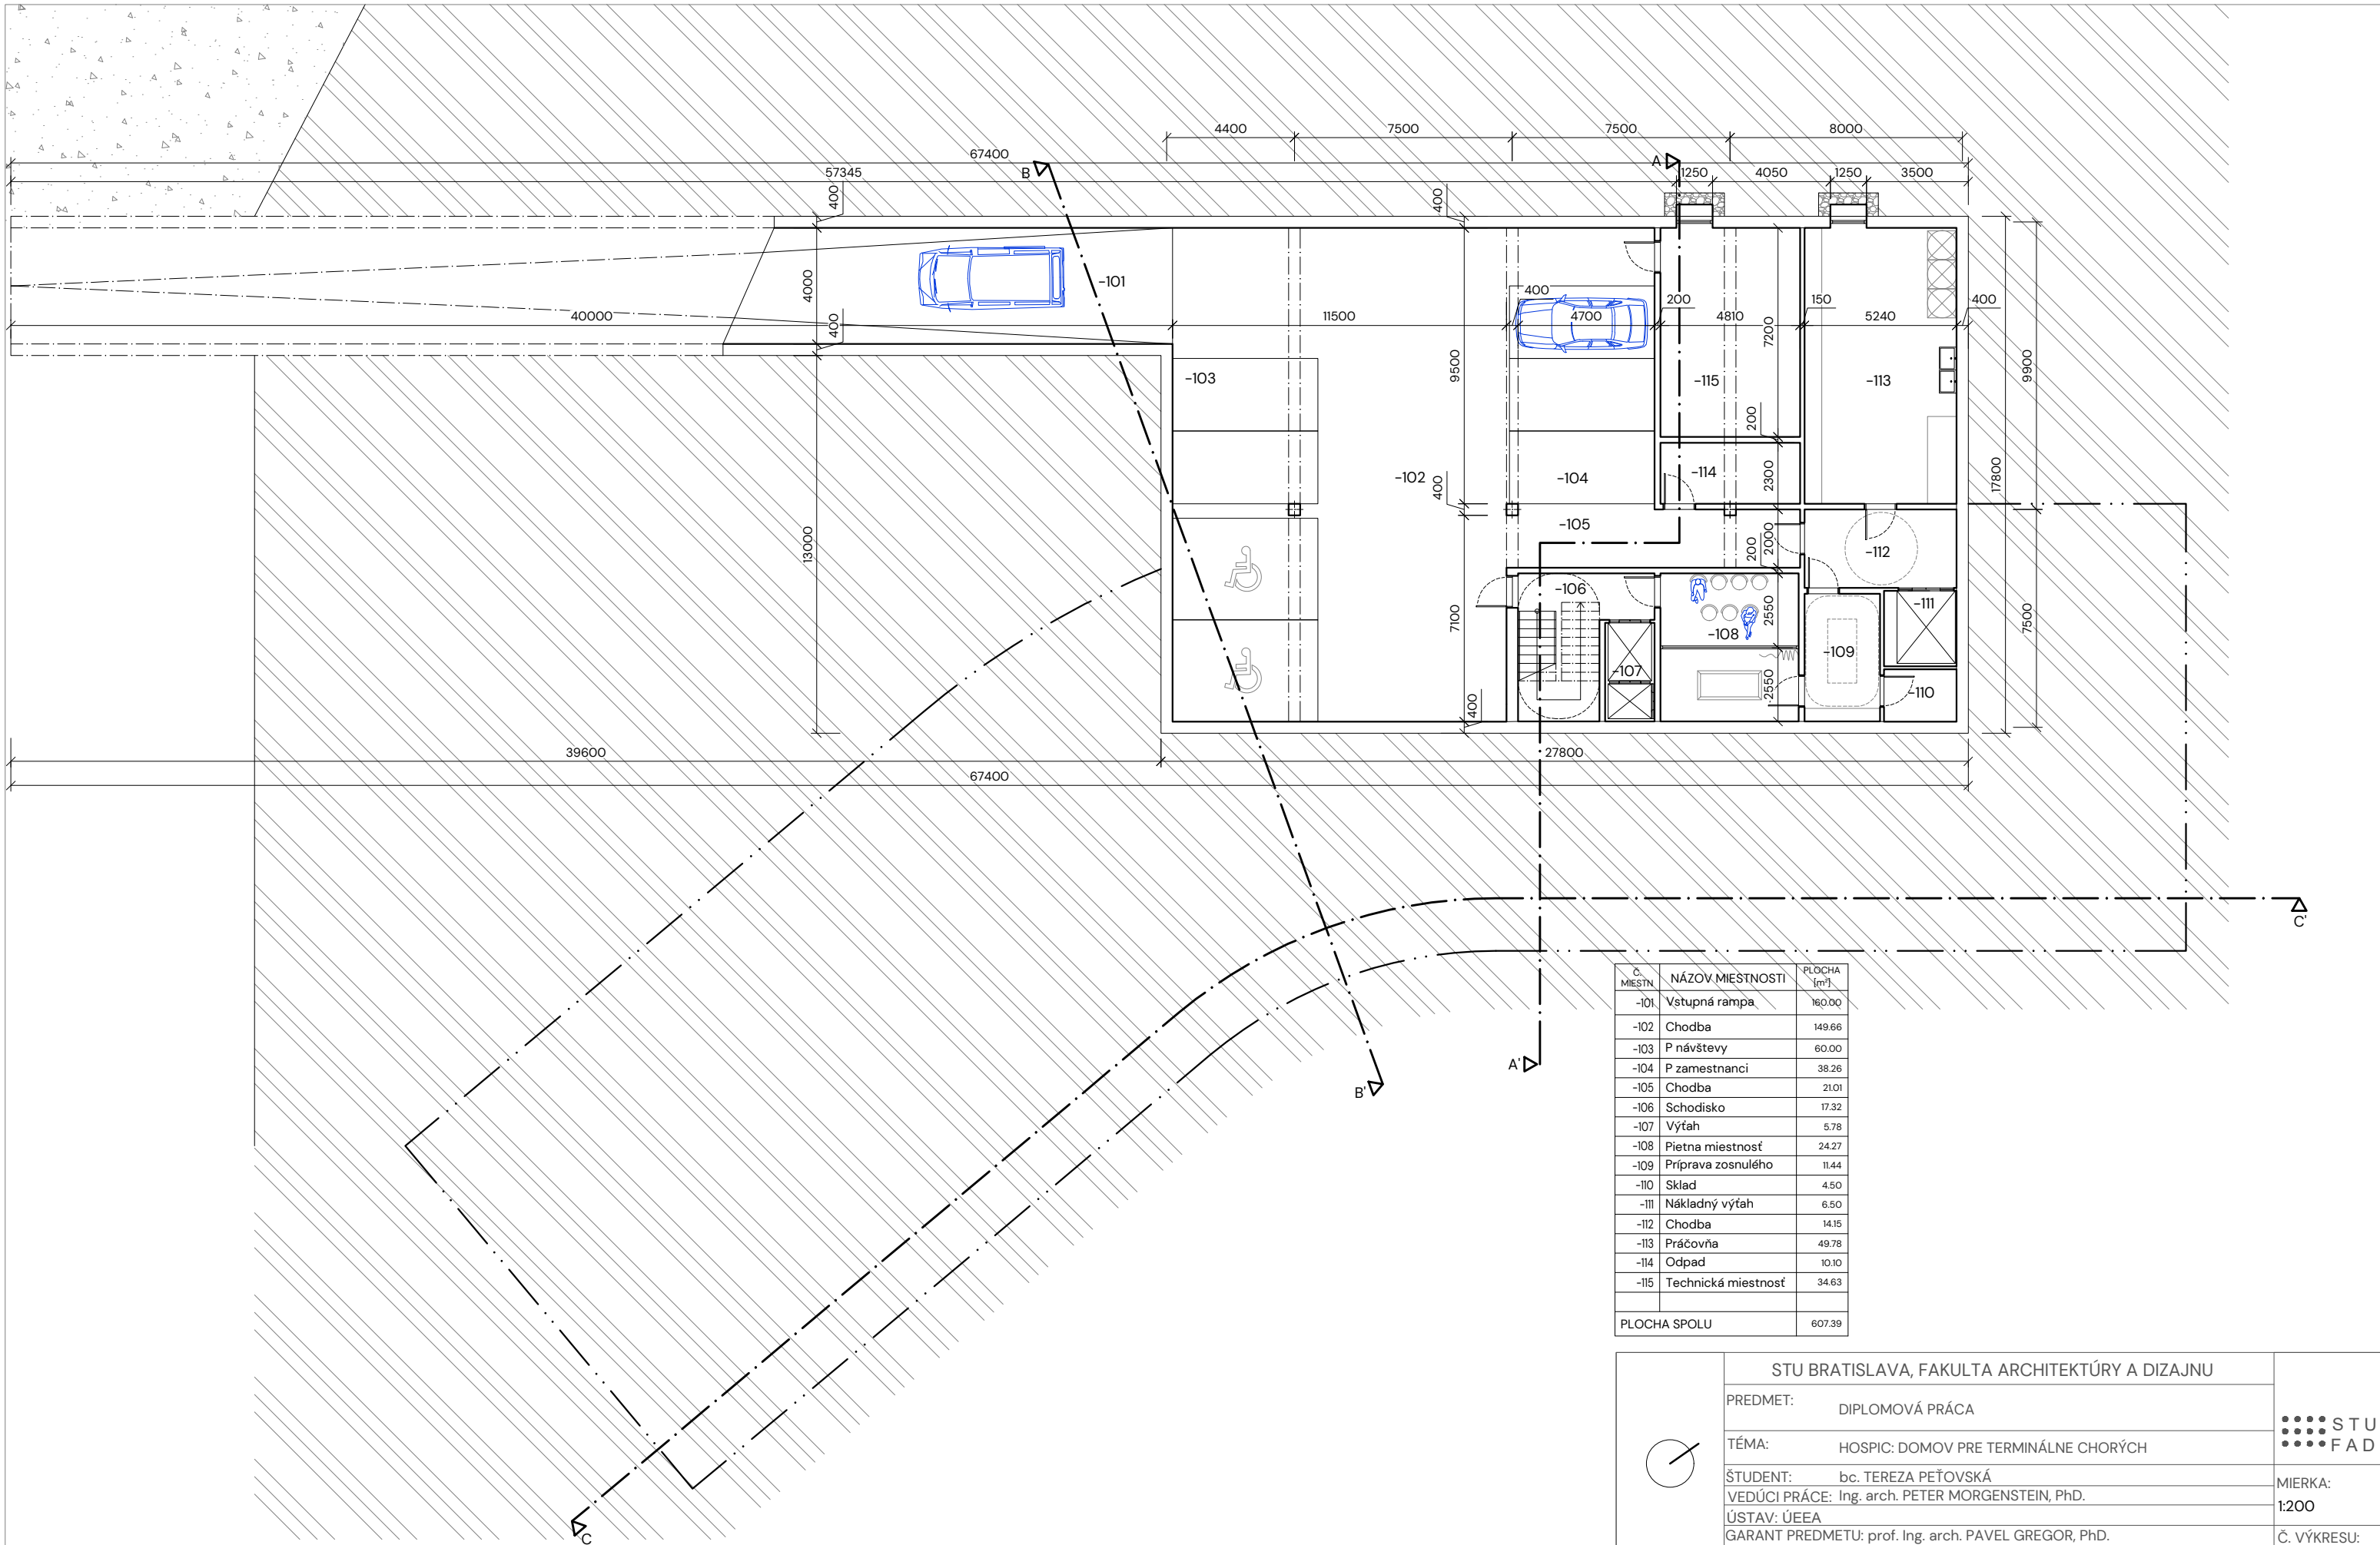 4400 7500 7500 8000
67400
B A
57345 1250 4050 1250 3500
400 400
-101
4000 400 200 150 400
40000 11500 4700 4810 5240
400 7200
9500 9900
-103 -115 -113
200
-102 400 -104 -114 2300 17800
-105
13000 200 2000 -112
-106 -111
7100 2550 7500
-108
-107 -109
400 2550 -110
39600 27800
67400
C'
A'
B'
C
Č. MIESTN NÁZOV MIESTNOSTI PLOCHA [m²]
-101 Vstupná rampa 160.00
-102 Chodba 149.66
-103 P návštevy 60.00
-104 P zamestnanci 38.26
-105 Chodba 21.01
-106 Schodisko 17.32
-107 Výťah 5.78
-108 Pietna miestnosť 24.27
-109 Príprava zosnulého 11.44
-110 Sklad 4.50
-111 Nákladný výťah 6.50
-112 Chodba 14.15
-113 Práčovňa 49.78
-114 Odpad 10.10
-115 Technická miestnosť 34.63
PLOCHA SPOLU 607.39
STU BRATISLAVA, FAKULTA ARCHITEKTÚRY A DIZAJNU
PREDMET: DIPLOMOVÁ PRÁCA
STU
FAD
TÉMA: HOSPIC: DOMOV PRE TERMINÁLNE CHORÝCH
ŠTUDENT: bc. TEREZA PEŤOVSKÁ
VEDÚCI PRÁCE: Ing. arch. PETER MORGENSTEIN, PhD.
ÚSTAV: ÚEEA
GARANT PREDMETU: prof. Ing. arch. PAVEL GREGOR, PhD.
MIERKA:
1:200
Č. VÝKRESU: